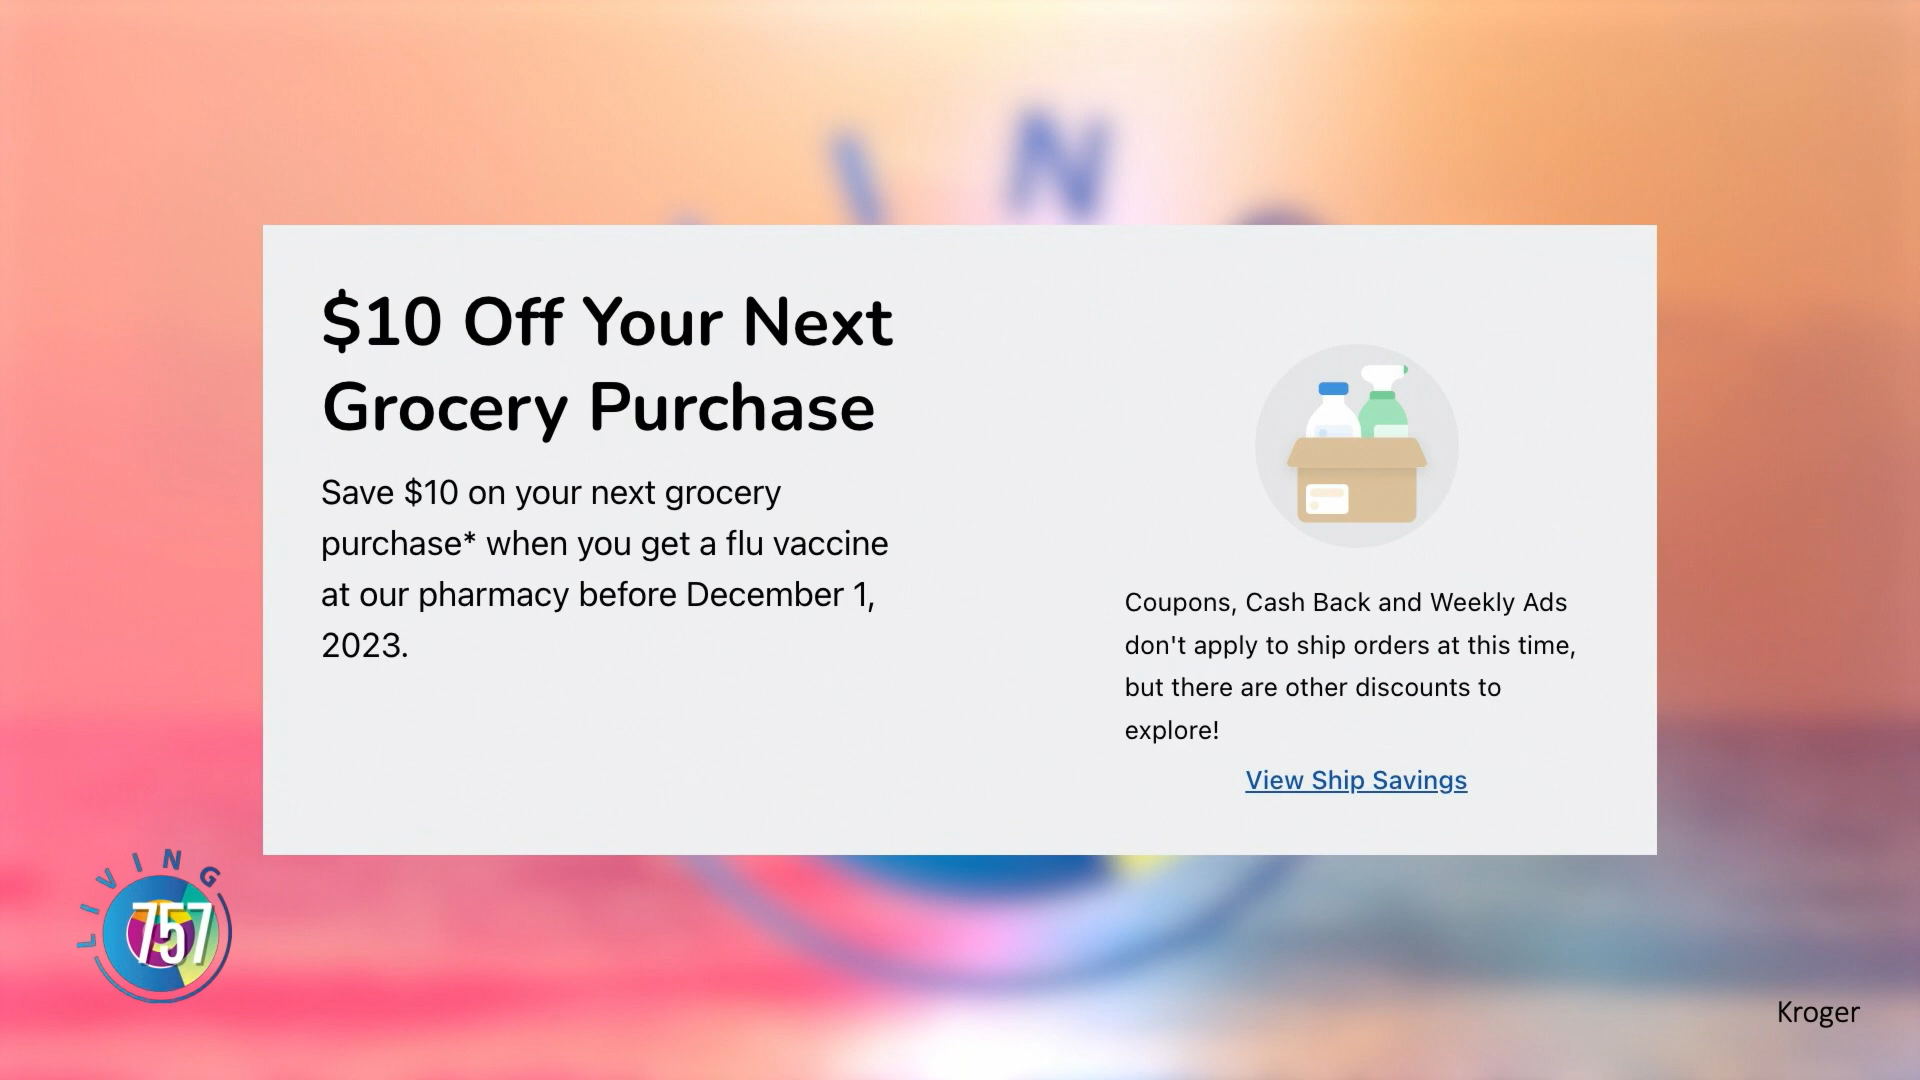 $10 Off Your Next
Grocery Purchase
Save $10 on your next grocery
purchase* when you get a flu vaccine
at our pharmacy before December 1,
2023.
Coupons, Cash Back and Weekly Ads
don't apply to ship orders at this time,
but there are other discounts to
explore!
View Ship Savings
LIVING
757
Kroger